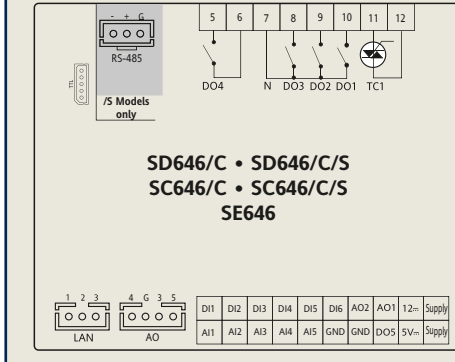 - + G
5 6 7 8 9 10 11 12
RS-485
TTL
DO4 N DO3 DO2 DO1 TC1
/S Models
only
SD646/C • SD646/C/S
SC646/C • SC646/C/S
SE646
1 2 3 4 G 3 5
DI1 DI2 DI3 DI4 DI5 DI6 AO2 AO1 12⎓ Supply
AI1 AI2 AI3 AI4 AI5 GND GND DO5 5V⎓ Supply
LAN AO